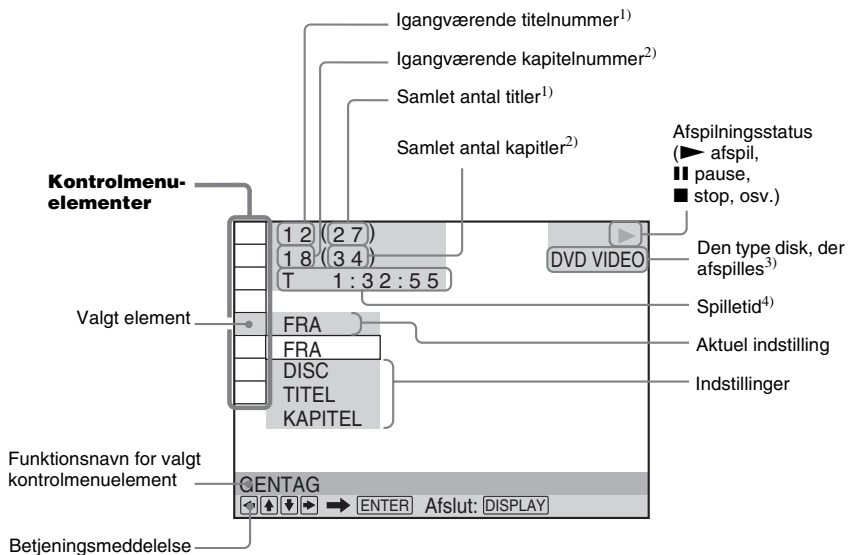 Igangværende titelnummer1)
Igangværende kapitelnummer2)
Samlet antal titler1)
Samlet antal kapitler2)
Afspilningsstatus
(► afspil,
▮▮ pause,
■ stop, osv.)
Kontrolmenu-
elementer
12(27)
18(34)
T 1:32:55
►
DVD VIDEO
Den type disk, der
afspilles3)
Spilletid4)
Valgt element
FRA
Aktuel indstilling
FRA
DISC
TITEL
KAPITEL
Indstillinger
Funktionsnavn for valgt
kontrolmenuelement
GENTAG
←↑↓→ ➡ ENTER Afslut: DISPLAY
Betjeningsmeddelelse